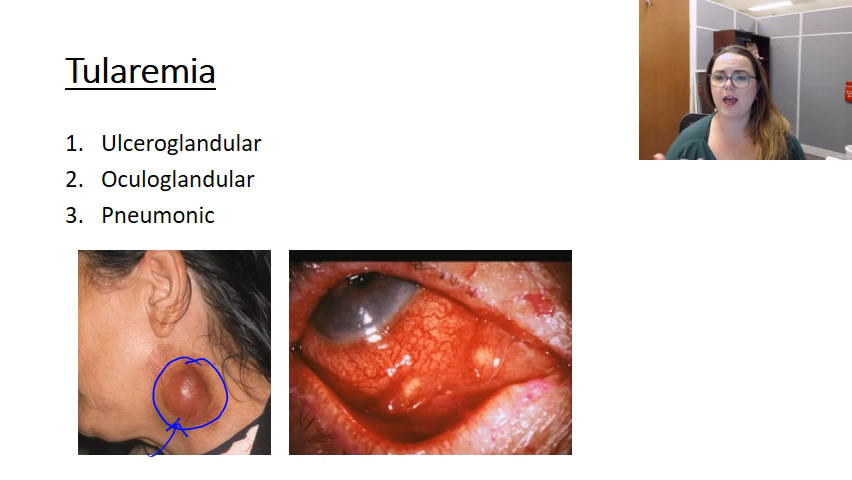 Tularemia
1. Ulceroglandular
2. Oculoglandular
3. Pneumonic